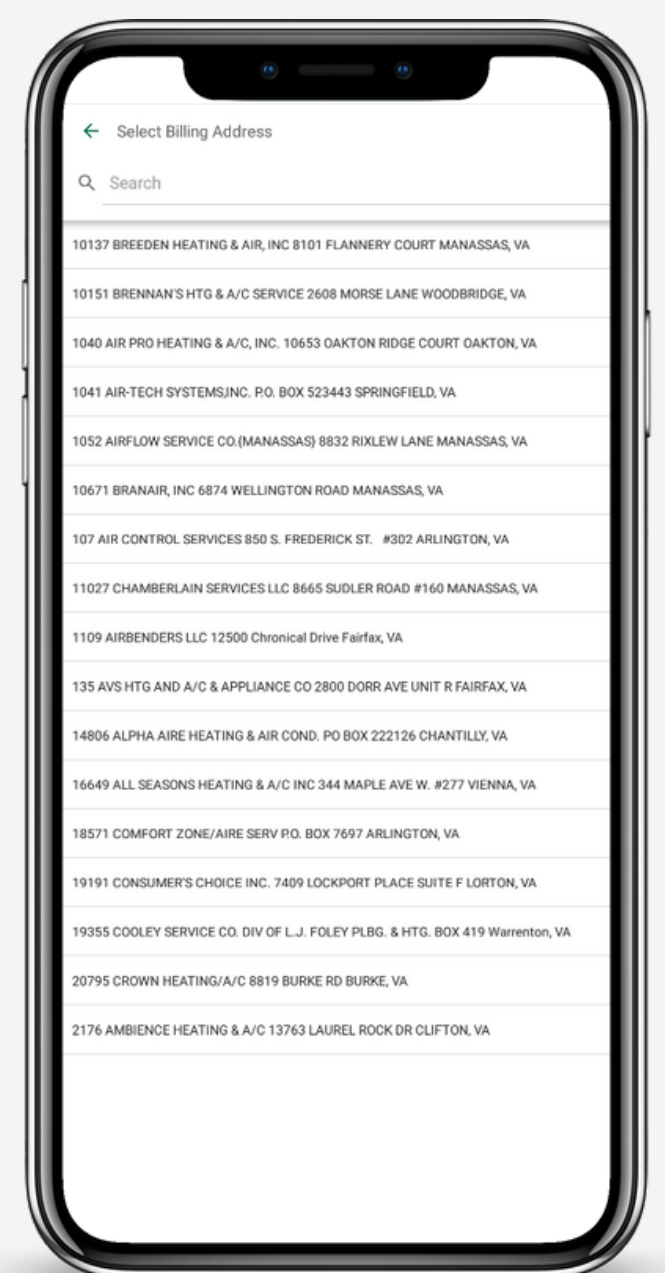 Select Billing Address
Search
10137 BREEDEN HEATING & AIR, INC 8101 FLANNERY COURT MANASSAS, VA
10151 BRENNAN'S HTG & A/C SERVICE 2608 MORSE LANE WOODBRIDGE, VA
1040 AIR PRO HEATING & A/C, INC. 10653 OAKTON RIDGE COURT OAKTON, VA
1041 AIR-TECH SYSTEMS,INC. P.O. BOX 523443 SPRINGFIELD, VA
1052 AIRFLOW SERVICE CO.(MANASSAS) 8832 RIXLEW LANE MANASSAS, VA
10671 BRANAIR, INC 6874 WELLINGTON ROAD MANASSAS, VA
107 AIR CONTROL SERVICES 850 S. FREDERICK ST.   #302 ARLINGTON, VA
11027 CHAMBERLAIN SERVICES LLC 8665 SUDLER ROAD #160 MANASSAS, VA
1109 AIRBENDERS LLC 12500 Chronical Drive Fairfax, VA
135 AVS HTG AND A/C & APPLIANCE CO 2800 DORR AVE UNIT R FAIRFAX, VA
14806 ALPHA AIRE HEATING & AIR COND. PO BOX 222126 CHANTILLY, VA
16649 ALL SEASONS HEATING & A/C INC 344 MAPLE AVE W. #277 VIENNA, VA
18571 COMFORT ZONE/AIRE SERV P.O. BOX 7697 ARLINGTON, VA
19191 CONSUMER'S CHOICE INC. 7409 LOCKPORT PLACE SUITE F LORTON, VA
19355 COOLEY SERVICE CO. DIV OF L.J. FOLEY PLBG. & HTG. BOX 419 Warrenton, VA
20795 CROWN HEATING/A/C 8819 BURKE RD BURKE, VA
2176 AMBIENCE HEATING & A/C 13763 LAUREL ROCK DR CLIFTON, VA